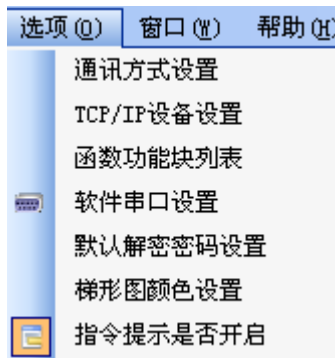 选项(O) 窗口(W) 帮助(H)
通讯方式设置
TCP/IP设备设置
函数功能块列表
软件串口设置
默认解密密码设置
梯形图颜色设置
指令提示是否开启